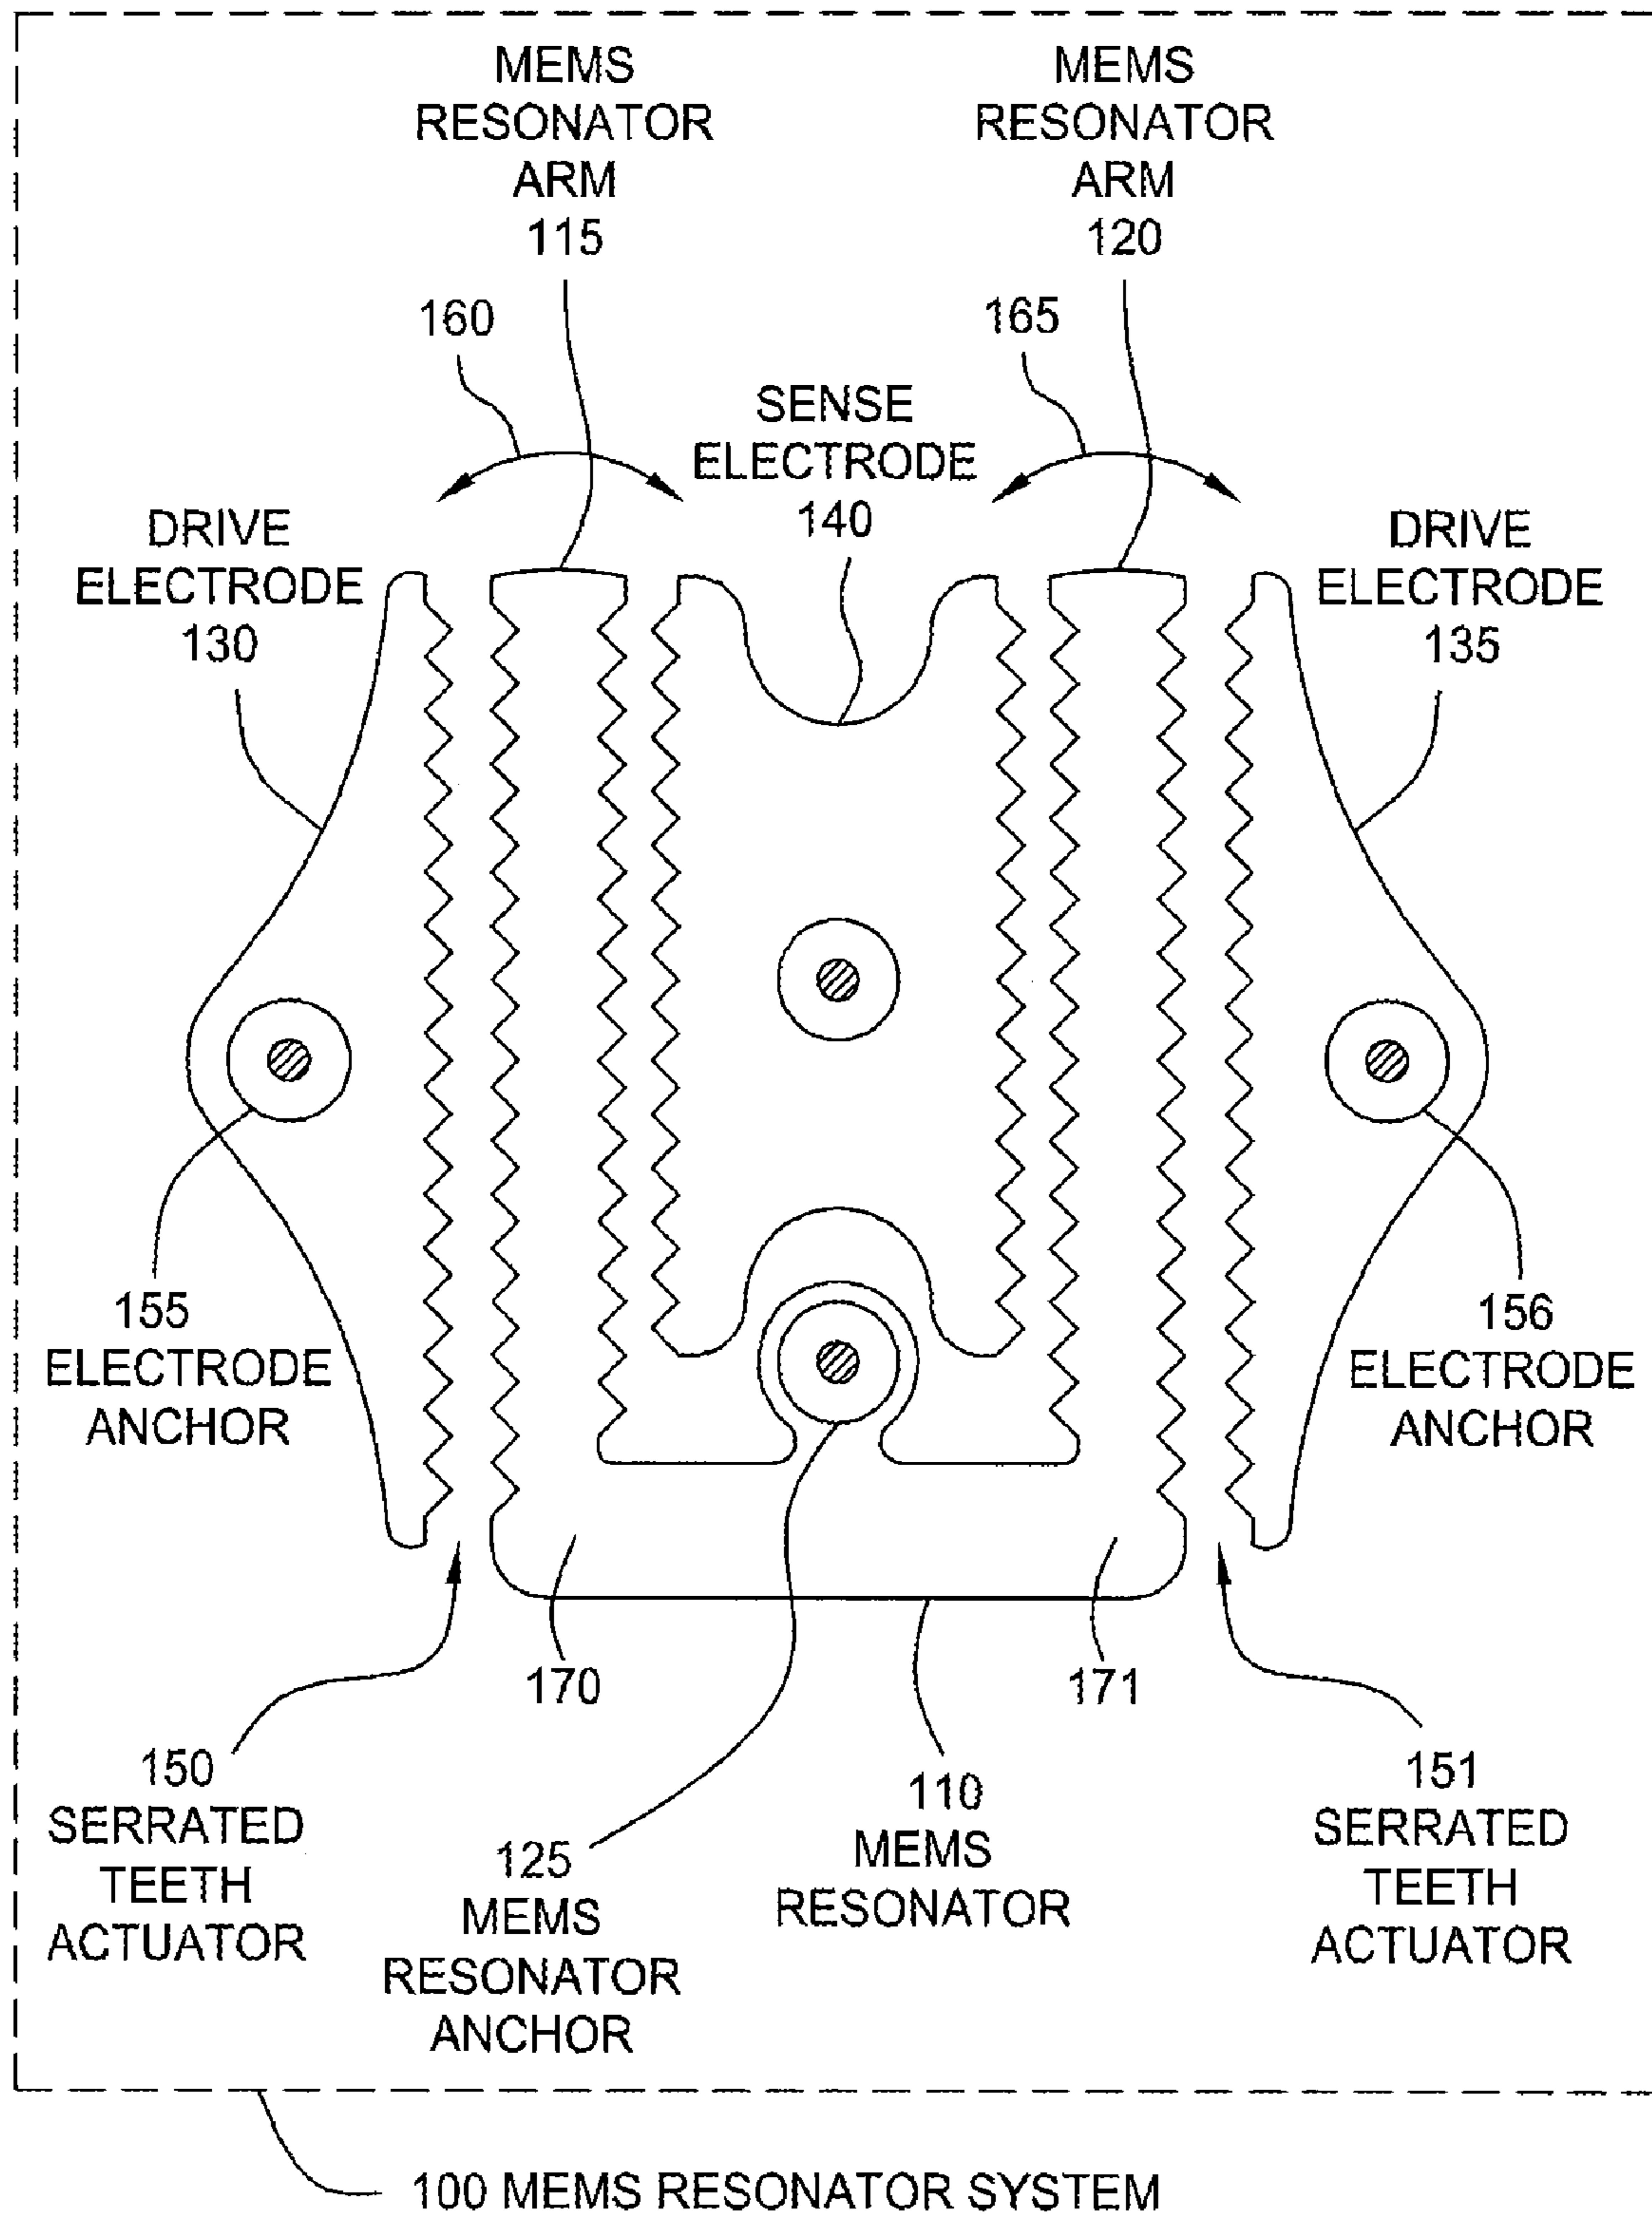 MEMS
RESONATOR
ARM
115
MEMS
RESONATOR
ARM
120
160
165
SENSE
ELECTRODE
140
DRIVE
ELECTRODE
130
DRIVE
ELECTRODE
135
155
ELECTRODE
ANCHOR
156
ELECTRODE
ANCHOR
170
171
150
SERRATED
TEETH
ACTUATOR
125
MEMS
RESONATOR
ANCHOR
110
MEMS
RESONATOR
151
SERRATED
TEETH
ACTUATOR
100 MEMS RESONATOR SYSTEM